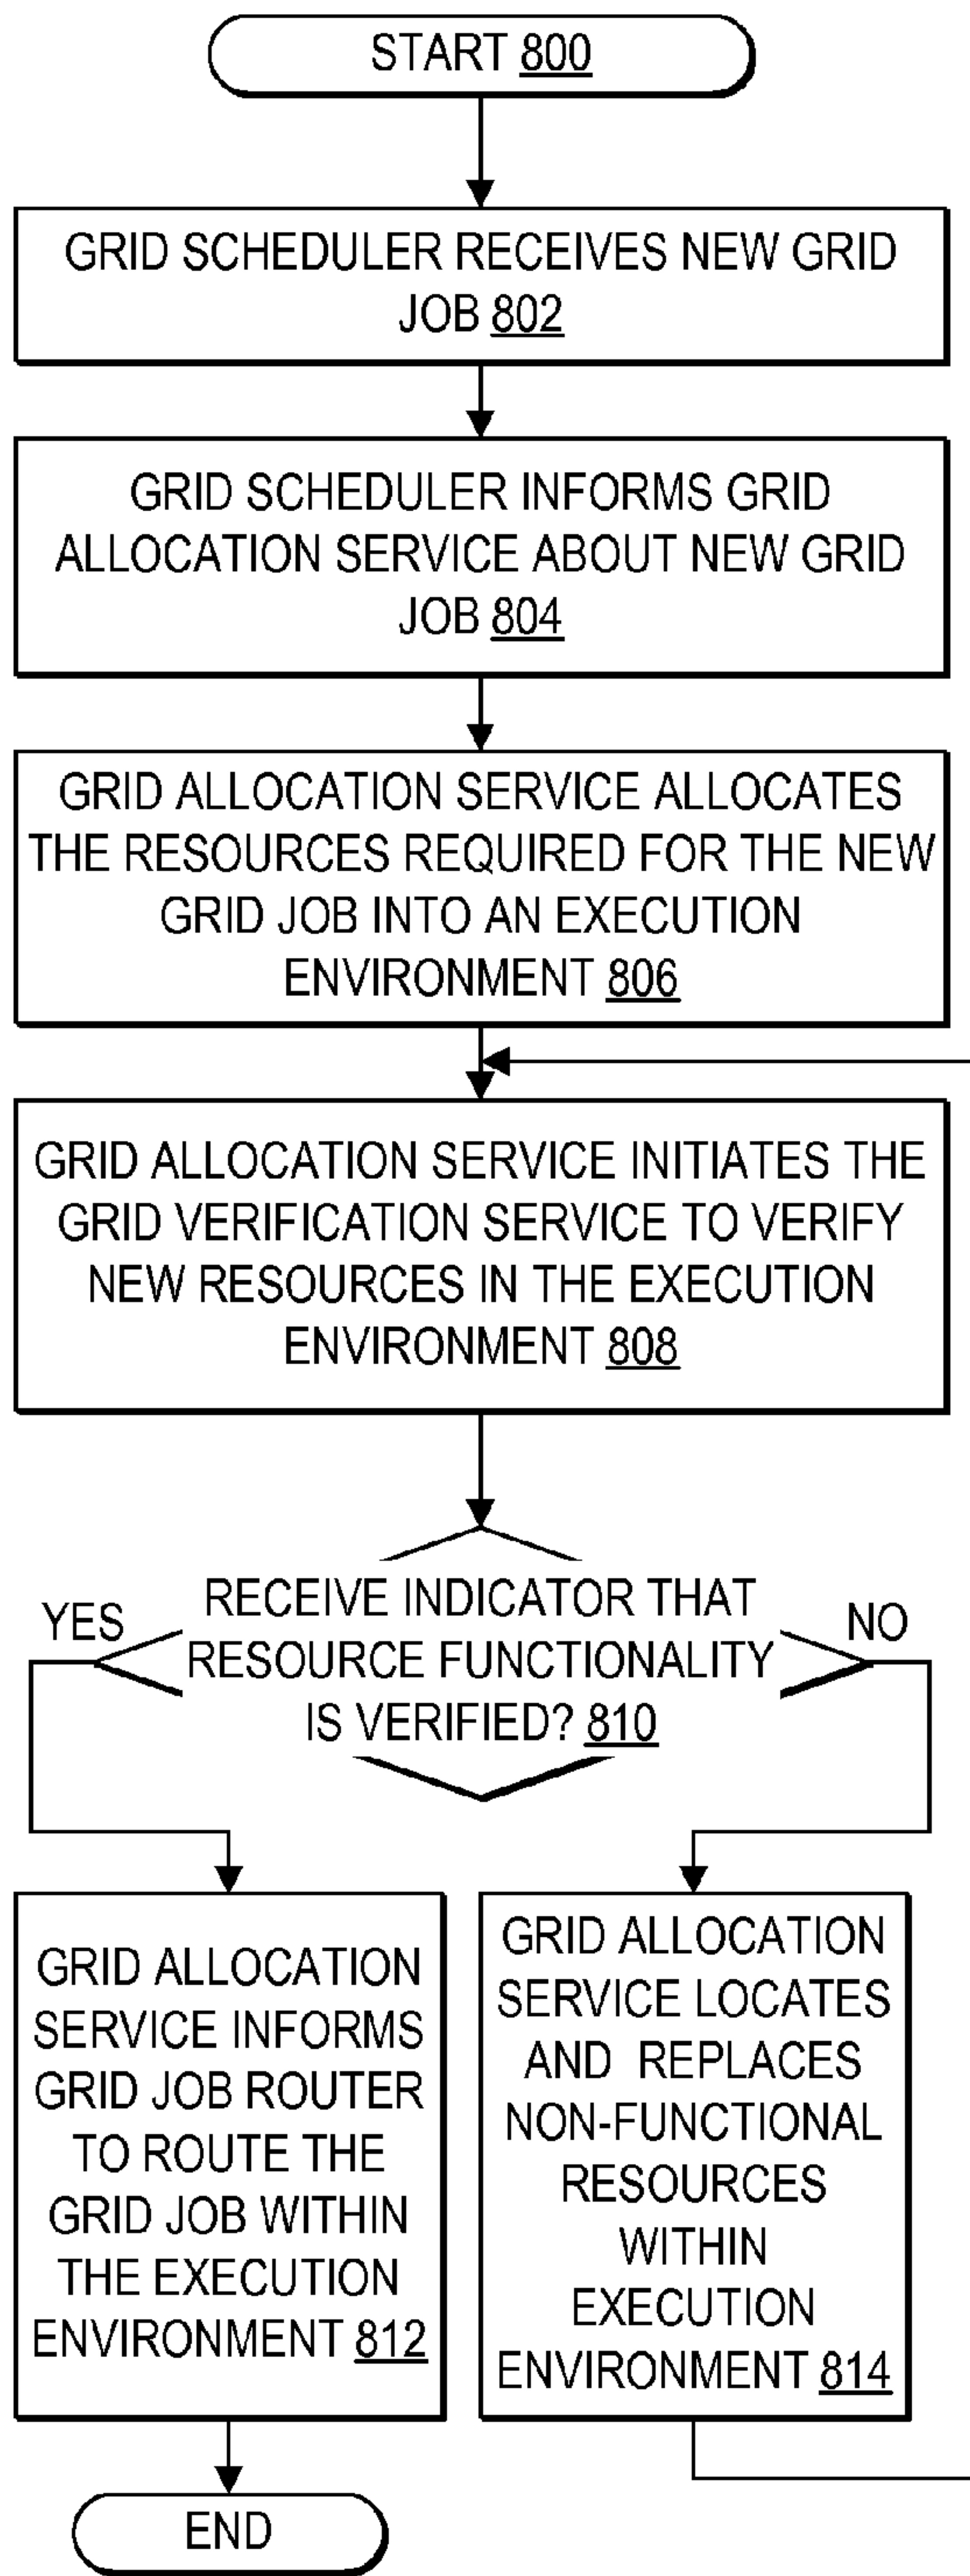 START 800
GRID SCHEDULER RECEIVES NEW GRID
JOB 802
GRID SCHEDULER INFORMS GRID
ALLOCATION SERVICE ABOUT NEW GRID
JOB 804
GRID ALLOCATION SERVICE ALLOCATES
THE RESOURCES REQUIRED FOR THE NEW
GRID JOB INTO AN EXECUTION
ENVIRONMENT 806
GRID ALLOCATION SERVICE INITIATES THE
GRID VERIFICATION SERVICE TO VERIFY
NEW RESOURCES IN THE EXECUTION
ENVIRONMENT 808
RECEIVE INDICATOR THAT
RESOURCE FUNCTIONALITY
IS VERIFIED? 810
YES
NO
GRID ALLOCATION
SERVICE INFORMS
GRID JOB ROUTER
TO ROUTE THE
GRID JOB WITHIN
THE EXECUTION
ENVIRONMENT 812
GRID ALLOCATION
SERVICE LOCATES
AND REPLACES
NON-FUNCTIONAL
RESOURCES
WITHIN
EXECUTION
ENVIRONMENT 814
END